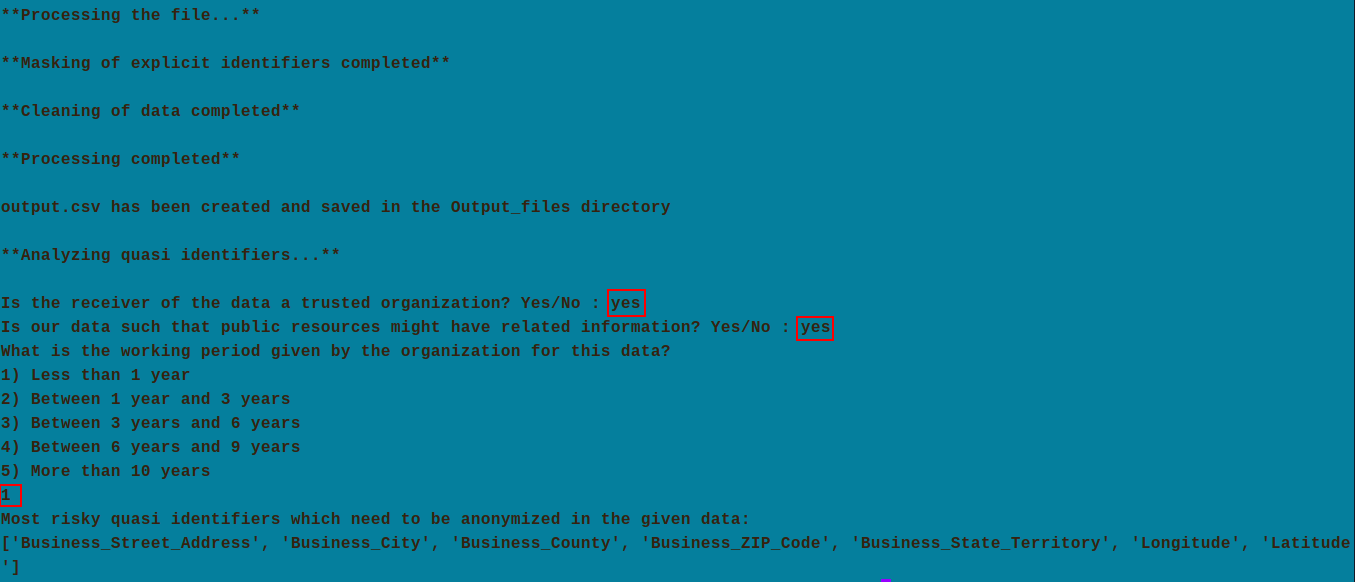 **Processing the file...**
**Masking of explicit identifiers completed**
**Cleaning of data completed**
**Processing completed**
output.csv has been created and saved in the Output_files directory
**Analyzing quasi identifiers...**
Is the receiver of the data a trusted organization? Yes/No : yes
Is our data such that public resources might have related information? Yes/No : yes
What is the working period given by the organization for this data?
1) Less than 1 year
2) Between 1 year and 3 years
3) Between 3 years and 6 years
4) Between 6 years and 9 years
5) More than 10 years
1
Most risky quasi identifiers which need to be anonymized in the given data:
['Business_Street_Address', 'Business_City', 'Business_County', 'Business_ZIP_Code', 'Business_State_Territory', 'Longitude', 'Latitude
']